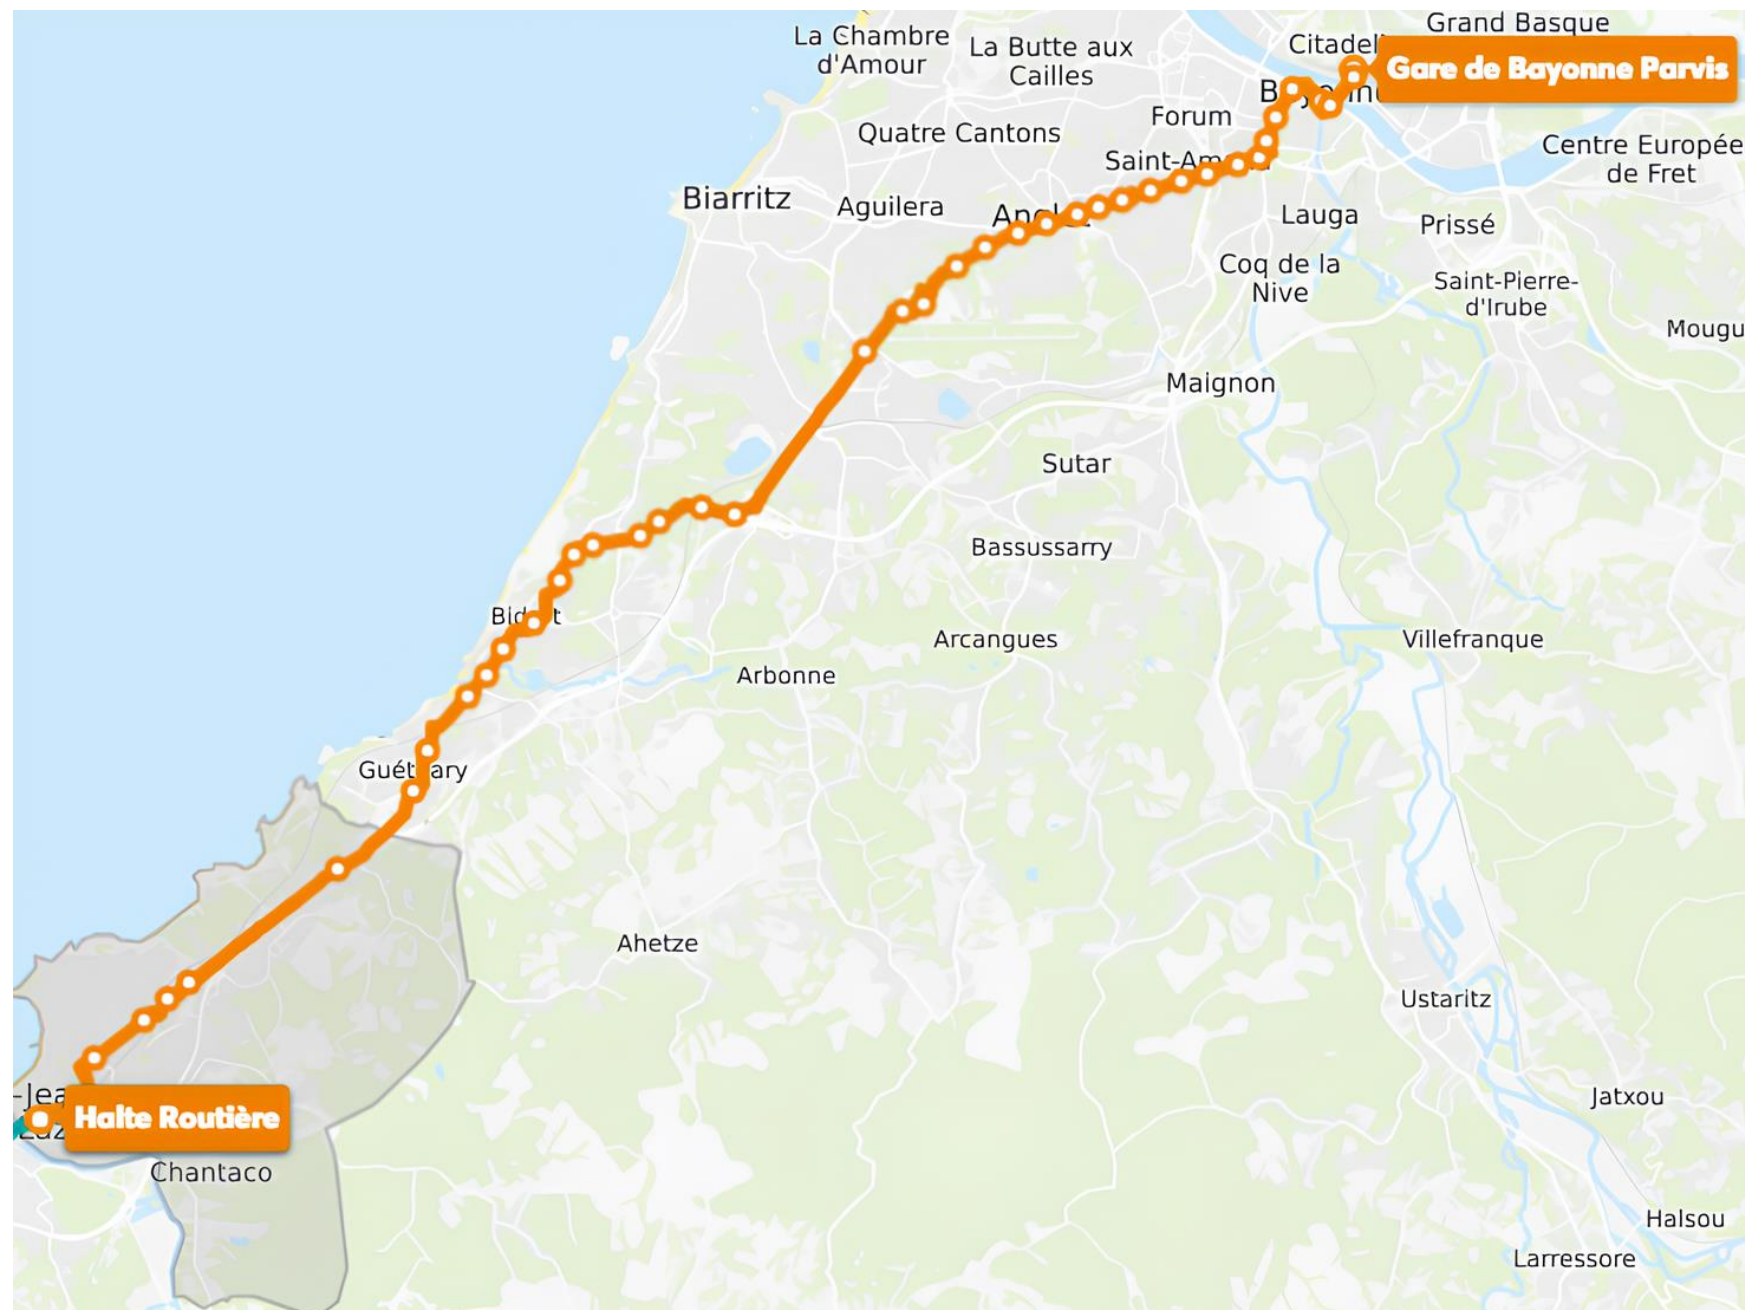 Grand Basque
La Chambre
d'Amour
La Butte aux
Cailles
Gare de Bayonne Parvis
Forum
Quatre Cantons
Centre Europée
de Fret
Biarritz
Aguilera
Lauga
Prissé
Coq de la
Nive
Saint-Pierre-
d'Irube
Mougu
Maignon
Sutar
Bassussarry
Arcangues
Villefranque
Arbonne
Ahetze
Ustaritz
Jatxou
Halte Routière
Chantaco
Halsou
Larressore